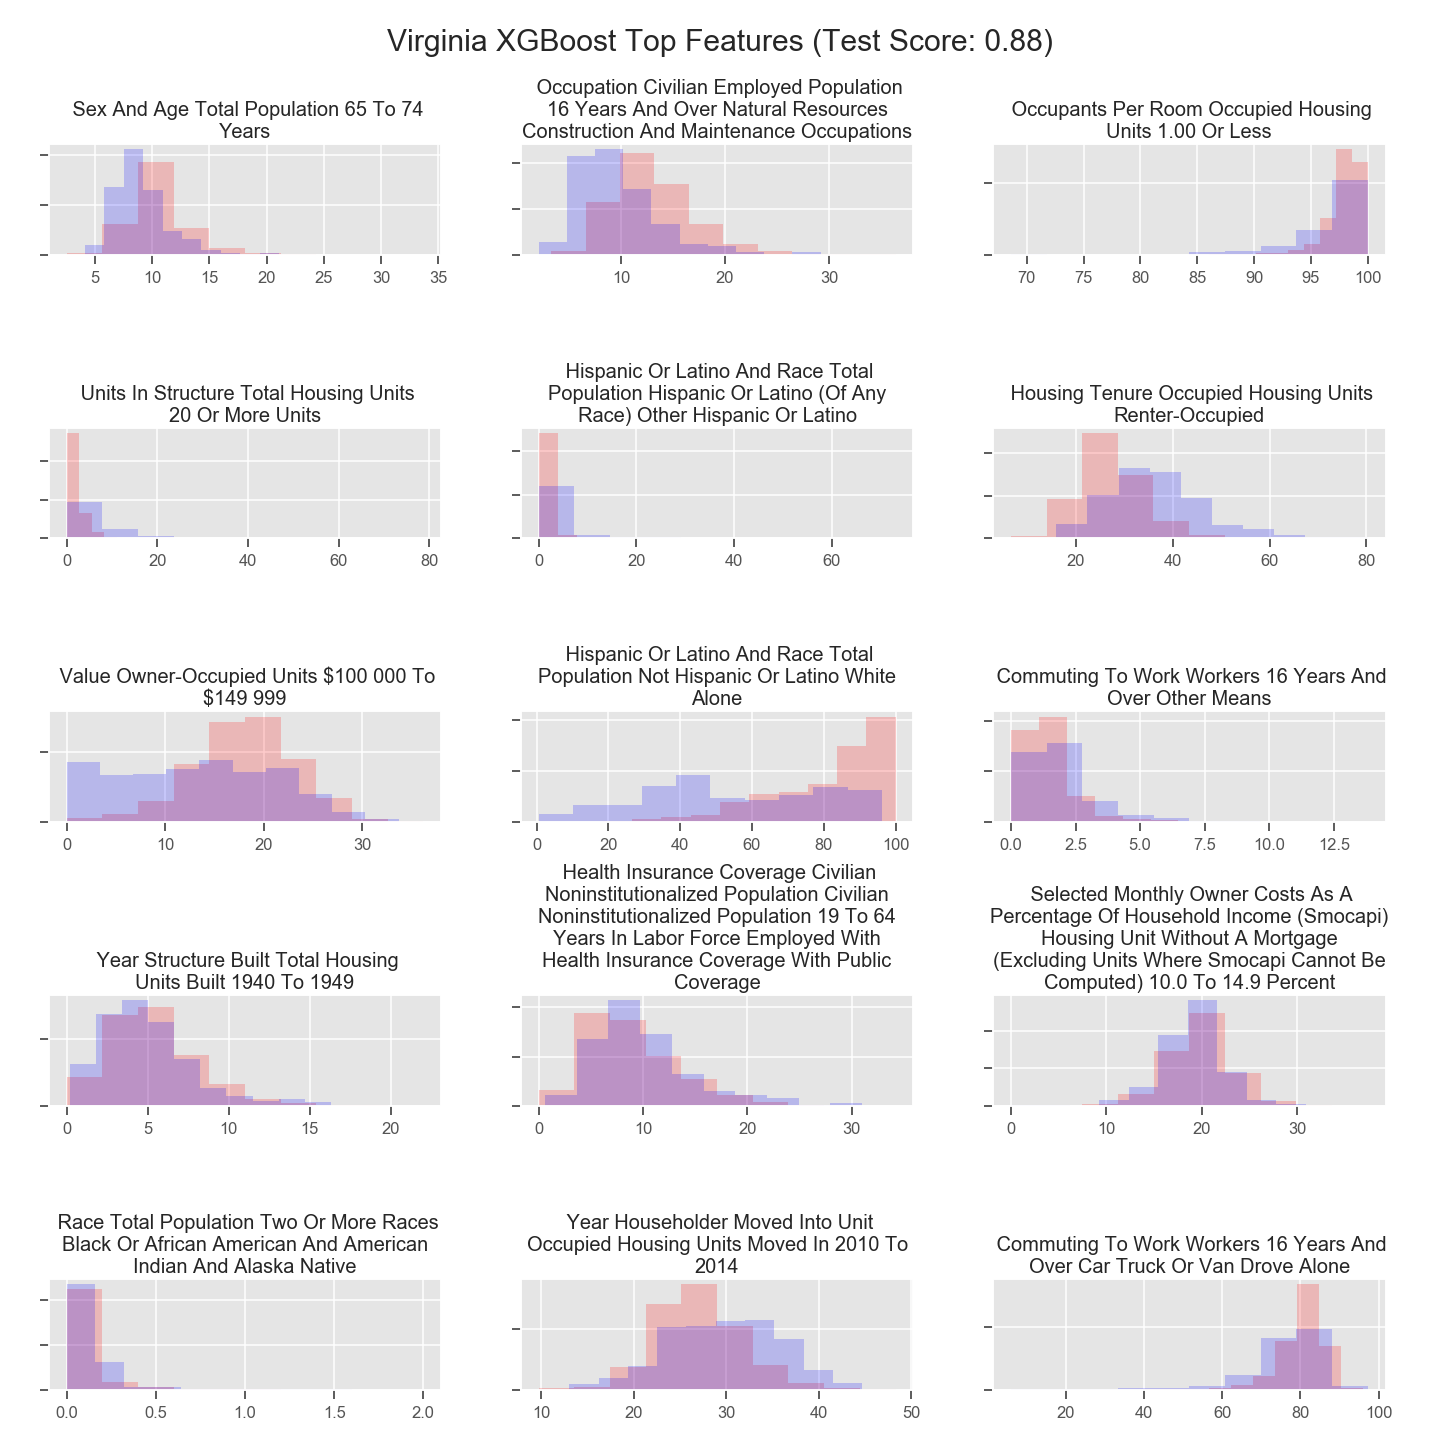 Virginia XGBoost Top Features (Test Score: 0.88)
Sex And Age Total Population 65 To 74
Years
5 10 15 20 25 30 35
Occupation Civilian Employed Population
16 Years And Over Natural Resources
Construction And Maintenance Occupations
10 20 30
Occupants Per Room Occupied Housing
Units 1.00 Or Less
70 75 80 85 90 95 100
Units In Structure Total Housing Units
20 Or More Units
0 20 40 60 80
Hispanic Or Latino And Race Total
Population Hispanic Or Latino (Of Any
Race) Other Hispanic Or Latino
0 20 40 60
Housing Tenure Occupied Housing Units
Renter-Occupied
20 40 60 80
Value Owner-Occupied Units $100 000 To
$149 999
0 10 20 30
Hispanic Or Latino And Race Total
Population Not Hispanic Or Latino White
Alone
0 20 40 60 80 100
Commuting To Work Workers 16 Years And
Over Other Means
0.0 2.5 5.0 7.5 10.0 12.5
Year Structure Built Total Housing
Units Built 1940 To 1949
0 5 10 15 20
Health Insurance Coverage Civilian
Noninstitutionalized Population Civilian
Noninstitutionalized Population 19 To 64
Years In Labor Force Employed With
Health Insurance Coverage With Public
Coverage
0 10 20 30
Selected Monthly Owner Costs As A
Percentage Of Household Income (Smocapi)
Housing Unit Without A Mortgage
(Excluding Units Where Smocapi Cannot Be
Computed) 10.0 To 14.9 Percent
0 10 20 30
Race Total Population Two Or More Races
Black Or African American And American
Indian And Alaska Native
0.0 0.5 1.0 1.5 2.0
Year Householder Moved Into Unit
Occupied Housing Units Moved In 2010 To
2014
10 20 30 40 50
Commuting To Work Workers 16 Years And
Over Car Truck Or Van Drove Alone
20 40 60 80 100